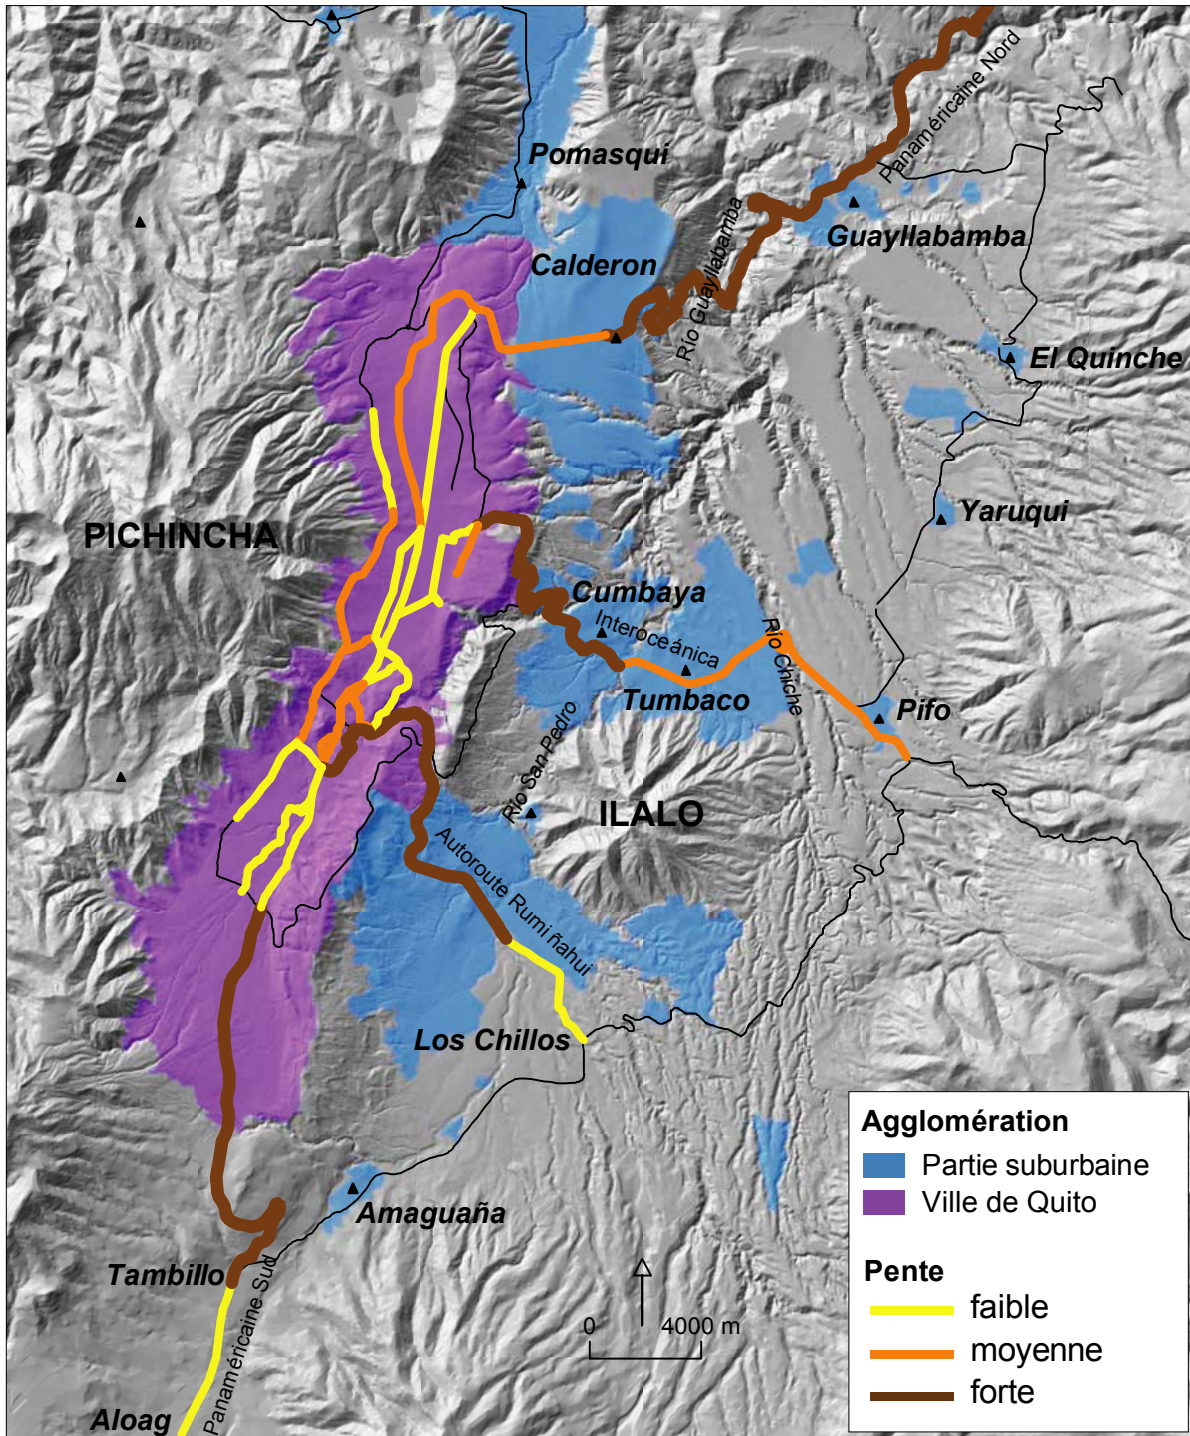 Panaméricaine Nord
Pomasqui
Guayllabamba
Calderon
Río Guayllabamba
El Quinche
Yaruqui
PICHINCHA
Cumbaya
Interoceánica
Río Chiche
Tumbaco
Pifo
Río San Pedro
ILALO
Autoroute Rumiñahui
Los Chillos
Amaguaña
Tambillo
Panaméricaine Sud
Aloag
0 4000 m
Agglomération
Partie suburbaine
Ville de Quito
Pente
faible
moyenne
forte